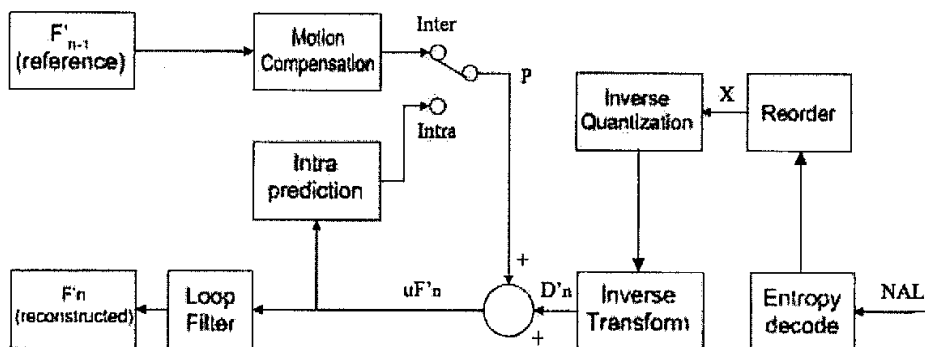 F'n-1
(reference)
Motion
Compensation
Inter
P
Intra
Inverse
Quantization
X
Reorder
Intra
prediction
F'n
(reconstructed)
Loop
Filter
uF'n
+
+
D'n
Inverse
Transform
Entropy
decode
NAL